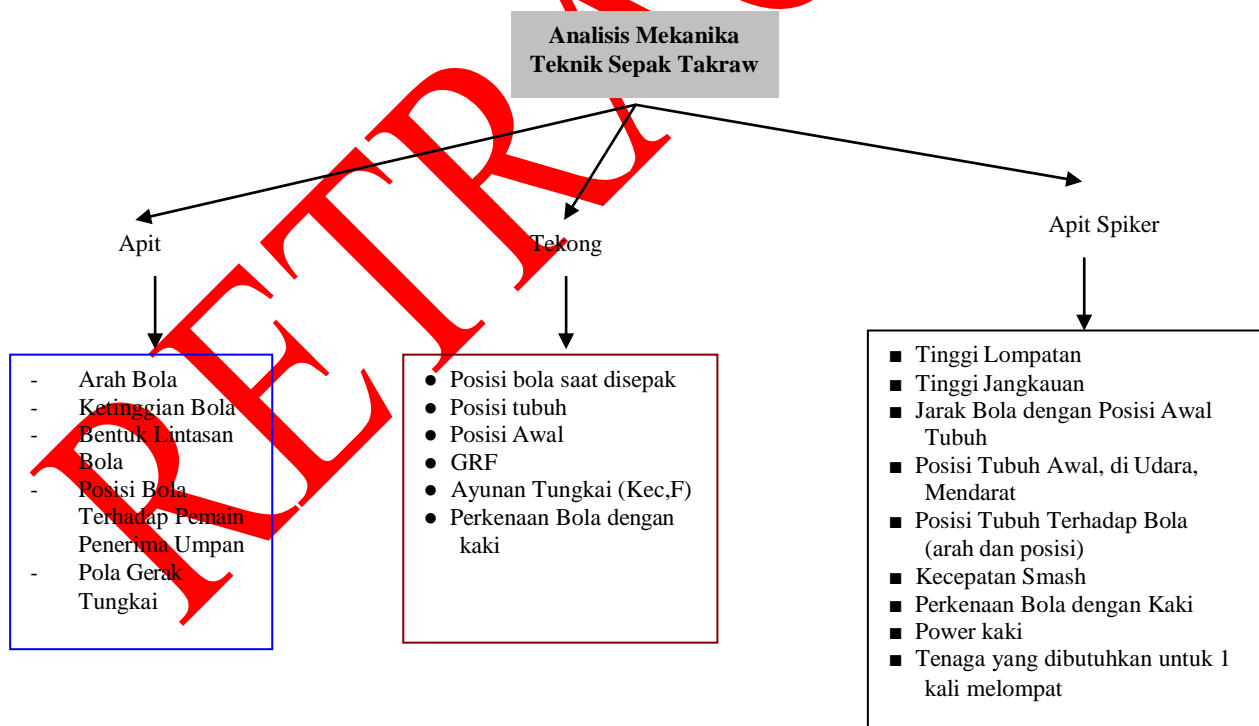 Analisis Mekanika
Teknik Sepak Takraw
Apit
Tekong
Apit Spiker
- Arah Bola
- Ketinggian Bola
- Bentuk Lintasan
Bola
- Posisi Bola
Terhadap Pemain
Penerima Umpan
- Pola Gerak
Tungkai
● Posisi bola saat disepak
● Posisi tubuh
● Posisi Awal
● GRF
● Ayunan Tungkai (Kec,F)
● Perkenaan Bola dengan
kaki
■ Tinggi Lompatan
■ Tinggi Jangkauan
■ Jarak Bola dengan Posisi Awal
Tubuh
■ Posisi Tubuh Awal, di Udara,
Mendarat
■ Posisi Tubuh Terhadap Bola
(arah dan posisi)
■ Kecepatan Smash
■ Perkenaan Bola dengan Kaki
■ Power kaki
■ Tenaga yang dibutuhkan untuk 1
kali melompat
RETR